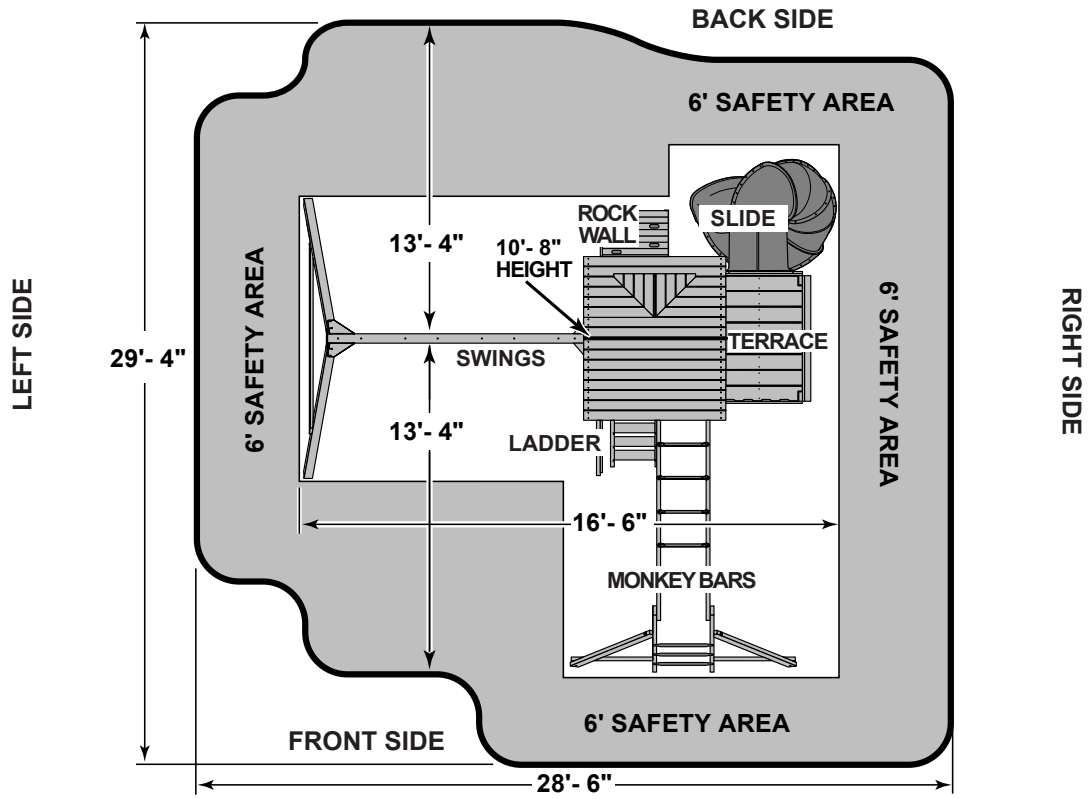 BACK SIDE
6' SAFETY AREA
ROCK
WALL
SLIDE
13'- 4"
10'- 8"
HEIGHT
LEFT SIDE
6' SAFETY AREA
6' SAFETY AREA
RIGHT SIDE
29'- 4"
SWINGS
TERRACE
13'- 4"
LADDER
16'- 6"
MONKEY BARS
6' SAFETY AREA
FRONT SIDE
28'- 6"